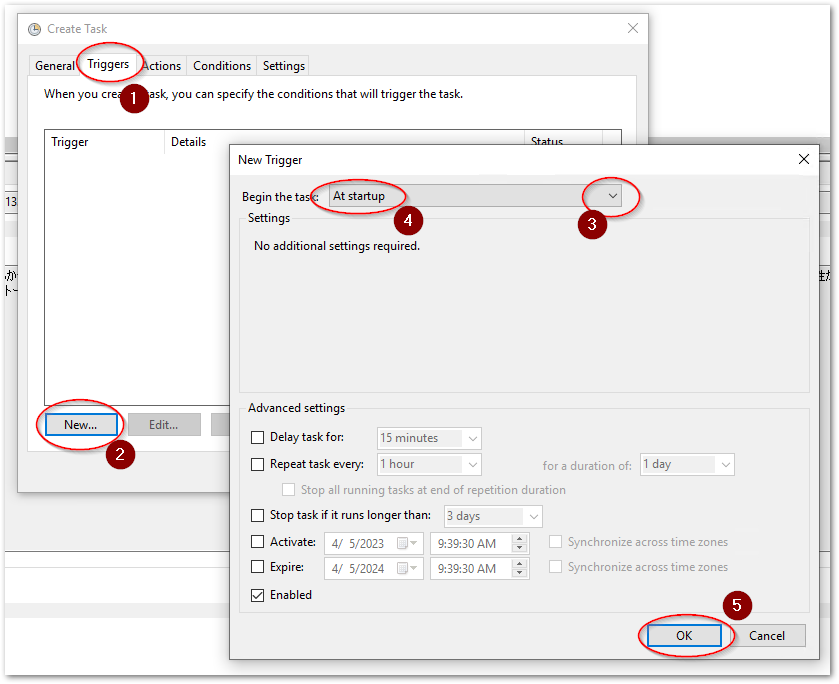 Create Task
General Triggers Actions Conditions Settings
1
When you create task, you can specify the conditions that will trigger the task.
Trigger Details Status
New Trigger
Begin the task: At startup
13
4
3
Settings
No additional settings required.
Advanced settings
New... Edit...
2
Delay task for: 15 minutes
Repeat task every: 1 hour for a duration of: 1 day
Stop all running tasks at end of repetition duration
Stop task if it runs longer than: 3 days
Activate: 4/ 5/2023 9:39:30 AM Synchronize across time zones
Expire: 4/ 5/2024 9:39:30 AM Synchronize across time zones
Enabled
5
OK Cancel